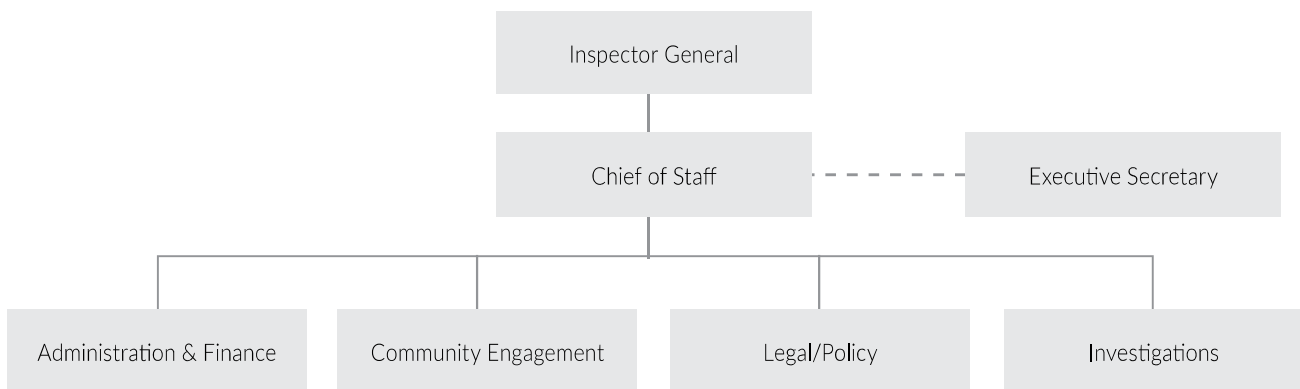 Inspector General
Chief of Staff
Executive Secretary
Administration & Finance
Community Engagement
Legal/Policy
Investigations